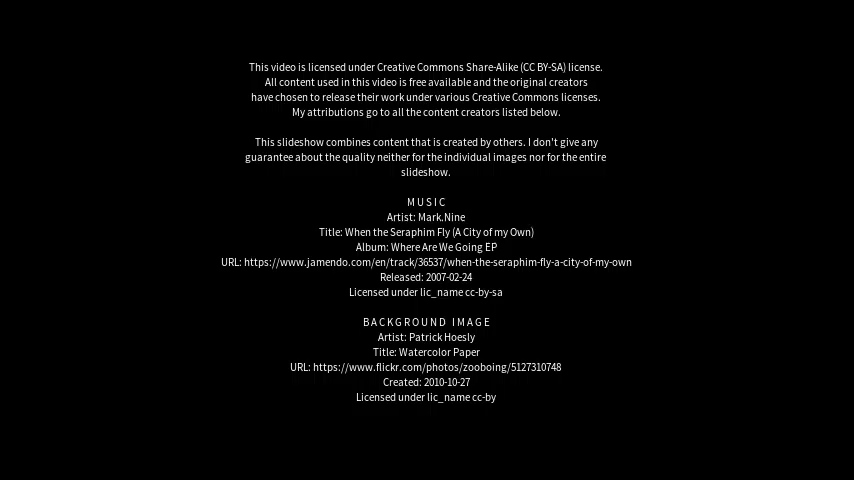 This video is licensed under Creative Commons Share-Alike (CC BY-SA) license.
All content used in this video is free available and the original creators
have chosen to release their work under various Creative Commons licenses.
My attributions go to all the content creators listed below.
This slideshow combines content that is created by others. I don't give any
guarantee about the quality neither for the individual images nor for the entire
slideshow.
MUSIC
Artist: Mark.Nine
Title: When the Seraphim Fly (A City of my Own)
Album: Where Are We Going EP
URL: https://www.jamendo.com/en/track/36537/when-the-seraphim-fly-a-city-of-my-own
Released: 2007-02-24
Licensed under lic_name cc-by-sa
BACKGROUND IMAGE
Artist: Patrick Hoesly
Title: Watercolor Paper
URL: https://www.flickr.com/photos/zooboing/5127310748
Created: 2010-10-27
Licensed under lic_name cc-by